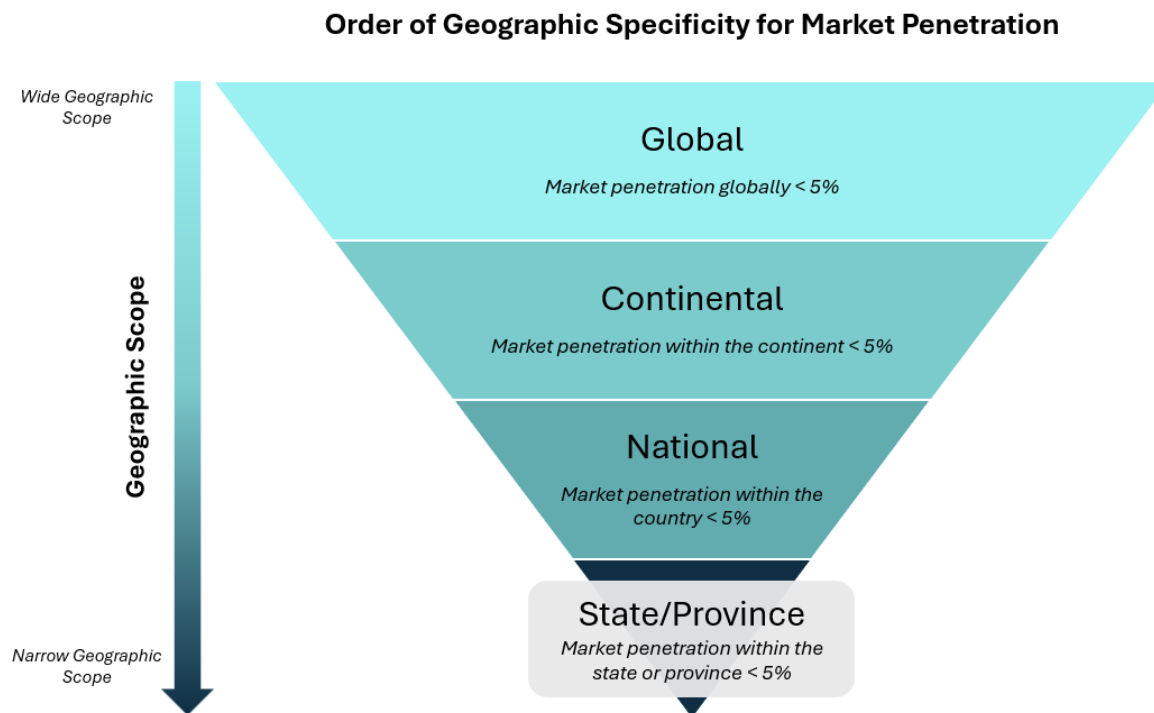 Order of Geographic Specificity for Market Penetration
Wide Geographic
Scope
Global
Market penetration globally < 5%
Continental
Market penetration within the continent < 5%
Geographic Scope
National
Market penetration within the
country < 5%
State/Province
Market penetration within the
state or province < 5%
Narrow Geographic
Scope